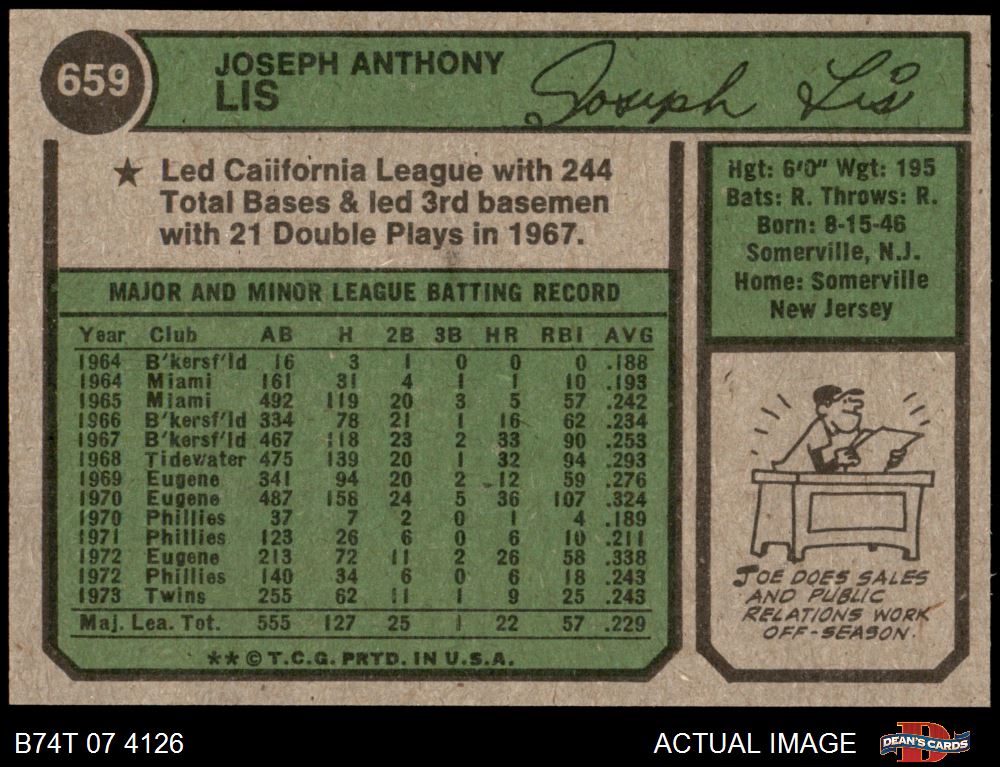 659
JOSEPH ANTHONY
LIS
Joseph Lis
★ Led Caiifornia League with 244
Total Bases & led 3rd basemen
with 21 Double Plays in 1967.
Hgt: 6'0" Wgt: 195
Bats: R. Throws: R.
Born: 8-15-46
Somerville, N.J.
Home: Somerville
New Jersey
MAJOR AND MINOR LEAGUE BATTING RECORD
Year Club AB H 2B 3B HR RBI AVG
1964 B'kersf'ld 16 3 1 0 0 0 .188
1964 Miami 161 31 4 1 1 10 .193
1965 Miami 492 119 20 3 5 57 .242
1966 B'kersf'ld 334 78 21 1 16 62 .234
1967 B'kersf'ld 467 118 23 2 33 90 .253
1968 Tidewater 475 139 20 1 32 94 .293
1969 Eugene 341 94 20 2 12 59 .276
1970 Eugene 487 158 24 5 36 107 .324
1970 Phillies 37 7 2 0 1 4 .189
1971 Phillies 123 26 6 0 6 10 .211
1972 Eugene 213 72 11 2 26 58 .338
1972 Phillies 140 34 6 0 6 18 .243
1973 Twins 255 62 11 1 9 25 .243
Maj. Lea. Tot. 555 127 25 1 22 57 .229
** © T.C.G. PRTD. IN U.S.A.
JOE DOES SALES
AND PUBLIC
RELATIONS WORK
OFF-SEASON.
B74T 07 4126
ACTUAL IMAGE
D
DEAN'S CARDS